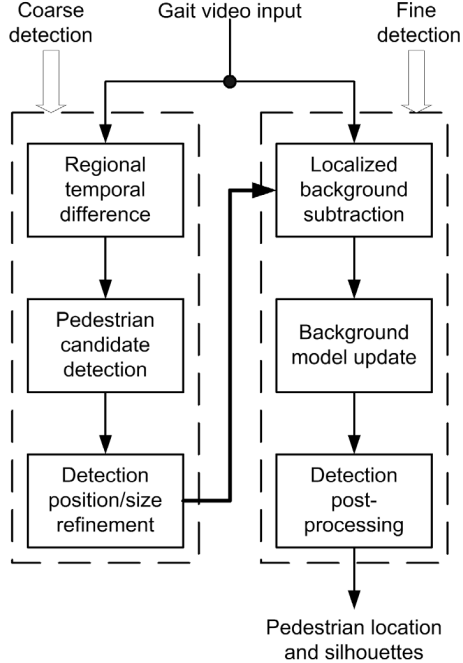 Coarse
detection
Gait video input
Fine
detection
Regional
temporal
difference
Pedestrian
candidate
detection
Detection
position/size
refinement
Localized
background
subtraction
Background
model update
Detection
post-
processing
Pedestrian location
and silhouettes